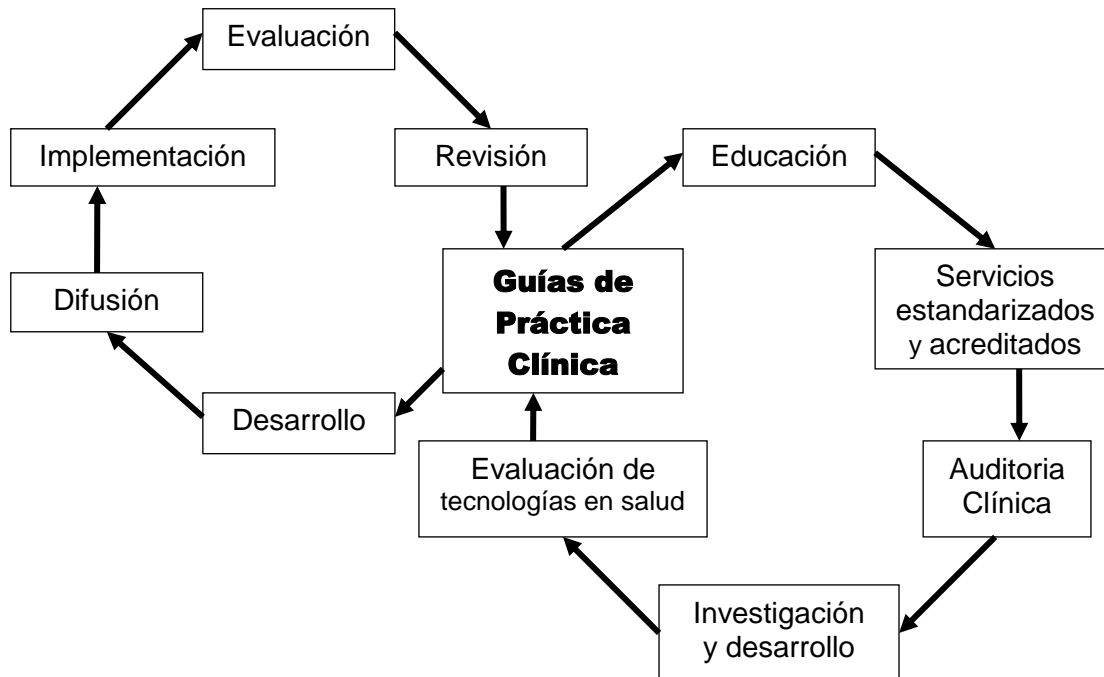 Evaluación
Implementación
Revisión
Educación
Difusión
Guías de
Práctica
Clínica
Servicios
estandarizados
y acreditados
Desarrollo
Evaluación de
tecnologías en salud
Auditoria
Clínica
Investigación
y desarrollo